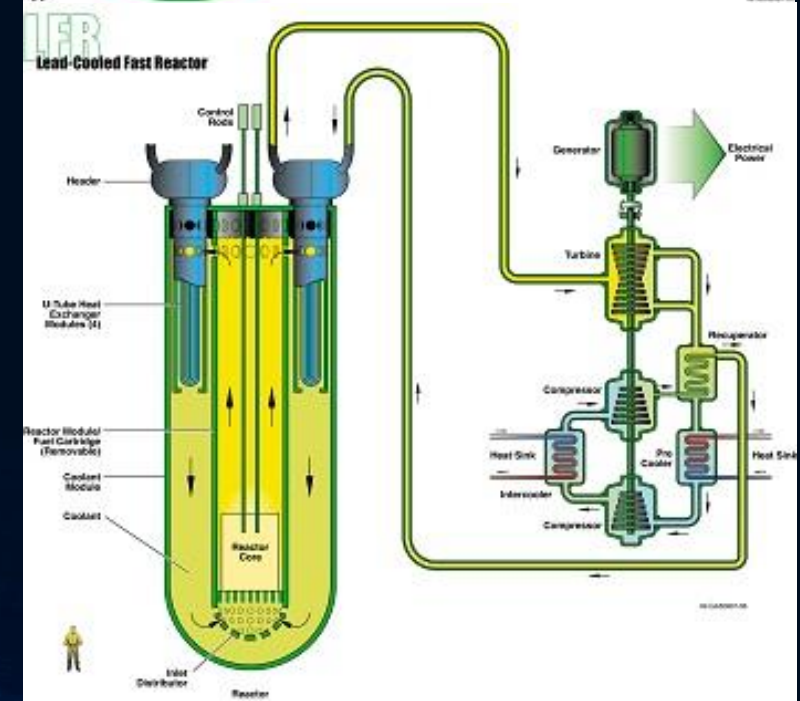 LFR
Lead-Cooled Fast Reactor
Control
Rods
Header
U-Tube Heat
Exchanger
Modules (4)
Reactor Module/
Fuel Cartridge
(Removable)
Coolant
Module
Coolant
Reactor
Core
Inlet
Distributor
Reactor
Generator
Electrical
Power
Turbine
Recuperator
Compressor
Heat Sink
Pre
Cooler
Heat Sink
Intercooler
Compressor